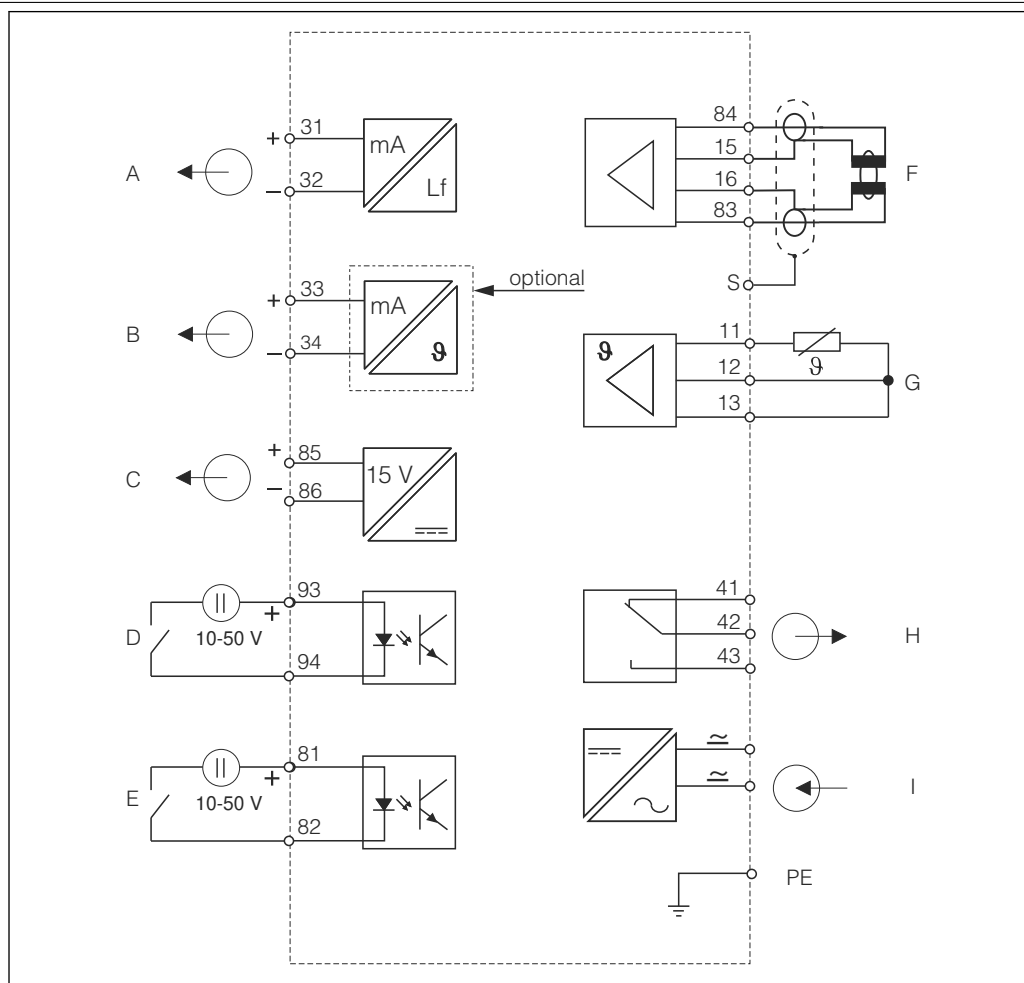 A
+ 31
− 32
mA
Lf
B
+ 33
− 34
mA
ϑ
optional
C
+ 85
− 86
15 V
D
10-50 V
+ 93
94
E
10-50 V
+ 81
82
84
15
16
83
S
F
ϑ
11
12
13
ϑ
G
41
42
43
H
≃
≃
I
PE